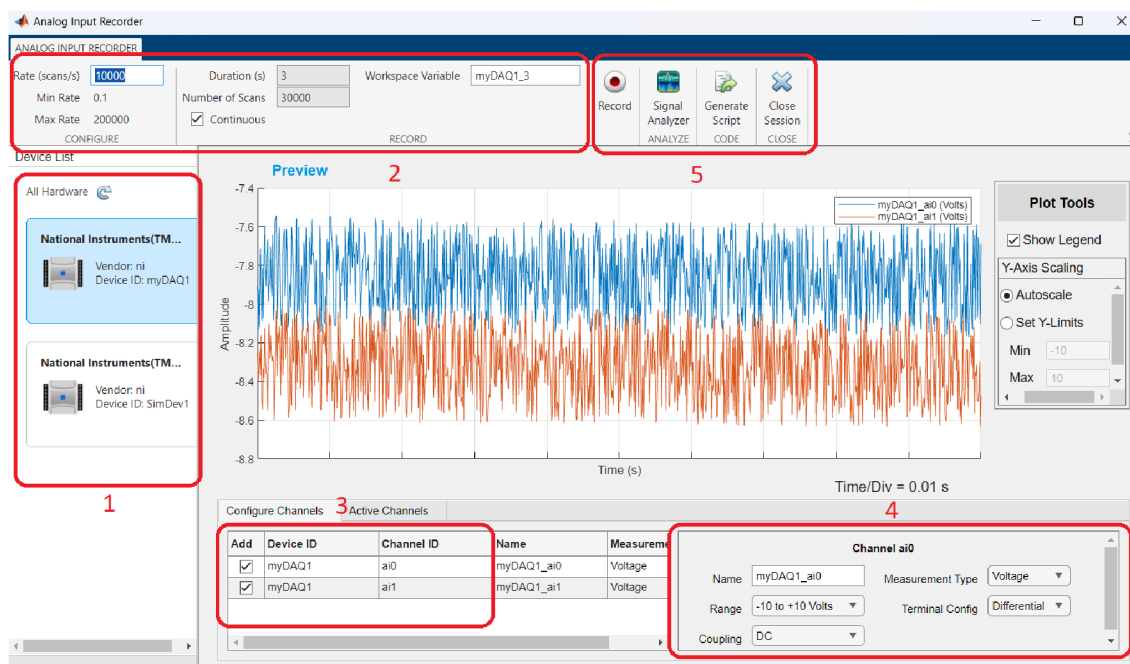 Analog Input Recorder
ANALOG INPUT RECORDER
Rate (scans/s) 10000
Min Rate 0.1
Max Rate 200000
CONFIGURE
Duration (s) 3
Number of Scans 30000
Continuous
Workspace Variable myDAQ1_3
RECORD
Record
Signal
Analyzer
ANALYZE
Generate
Script
CODE
Close
Session
CLOSE
2
5
Device List
All Hardware
National Instruments(TM...
Vendor: ni
Device ID: myDAQ1
National Instruments(TM...
Vendor: ni
Device ID: SimDev1
1
Preview
-7.4
-7.6
-7.8
-8
-8.2
-8.4
-8.6
-8.8
Amplitude
myDAQ1_ai0 (Volts)
myDAQ1_ai1 (Volts)
Time (s)
Time/Div = 0.01 s
Plot Tools
Show Legend
Y-Axis Scaling
Autoscale
Set Y-Limits
Min -10
Max 10
Configure Channels 3 Active Channels
Add Device ID Channel ID Name Measureme
myDAQ1 ai0 myDAQ1_ai0 Voltage
myDAQ1 ai1 myDAQ1_ai1 Voltage
4
Channel ai0
Name myDAQ1_ai0 Measurement Type Voltage
Range -10 to +10 Volts Terminal Config Differential
Coupling DC